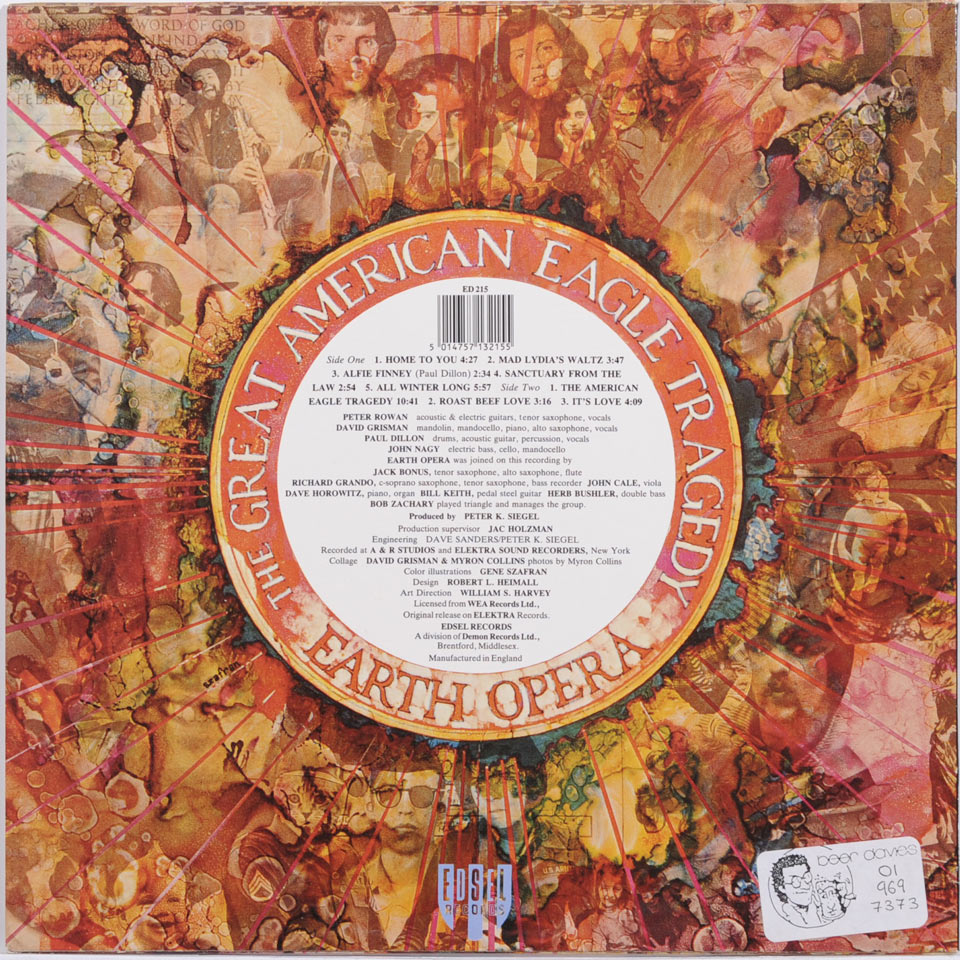 ACHER OF THE WORD OF GOD
THE GREAT AMERICAN EAGLE TRAGEDY
ED 215
5 014757 132155
Side One 1. HOME TO YOU 4:27 2. MAD LYDIA'S WALTZ 3:47
3. ALFIE FINNEY (Paul Dillon) 2:34 4. SANCTUARY FROM THE
LAW 2:54 5. ALL WINTER LONG 5:57 Side Two 1. THE AMERICAN
EAGLE TRAGEDY 10:41 2. ROAST BEEF LOVE 3:16 3. IT'S LOVE 4:09
PETER ROWAN acoustic & electric guitars, tenor saxophone, vocals
DAVID GRISMAN mandolin, mandocello, piano, alto saxophone, vocals
PAUL DILLON drums, acoustic guitar, percussion, vocals
JOHN NAGY electric bass, cello, mandocello
EARTH OPERA was joined on this recording by
JACK BONUS, tenor saxophone, alto saxophone, flute
RICHARD GRANDO, c-soprano saxophone, tenor saxophone, bass recorder JOHN CALE, viola
DAVE HOROWITZ, piano, organ BILL KEITH, pedal steel guitar HERB BUSHLER, double bass
BOB ZACHARY played triangle and manages the group.
Produced by PETER K. SIEGEL
Production supervisor JAC HOLZMAN
Engineering DAVE SANDERS/PETER K. SIEGEL
Recorded at A & R STUDIOS and ELEKTRA SOUND RECORDERS, New York
Collage DAVID GRISMAN & MYRON COLLINS photos by Myron Collins
Color illustrations GENE SZAFRAN
Design ROBERT L. HEIMALL
Art Direction WILLIAM S. HARVEY
Licensed from WEA Records Ltd.,
Original release on ELEKTRA Records.
EDSEL RECORDS
A division of Demon Records Ltd.,
Brentford, Middlesex.
Manufactured in England
EARTH OPERA
szafran
U.S. ARMY
EDSEL
RECORDS
beer davies
01
969
7373